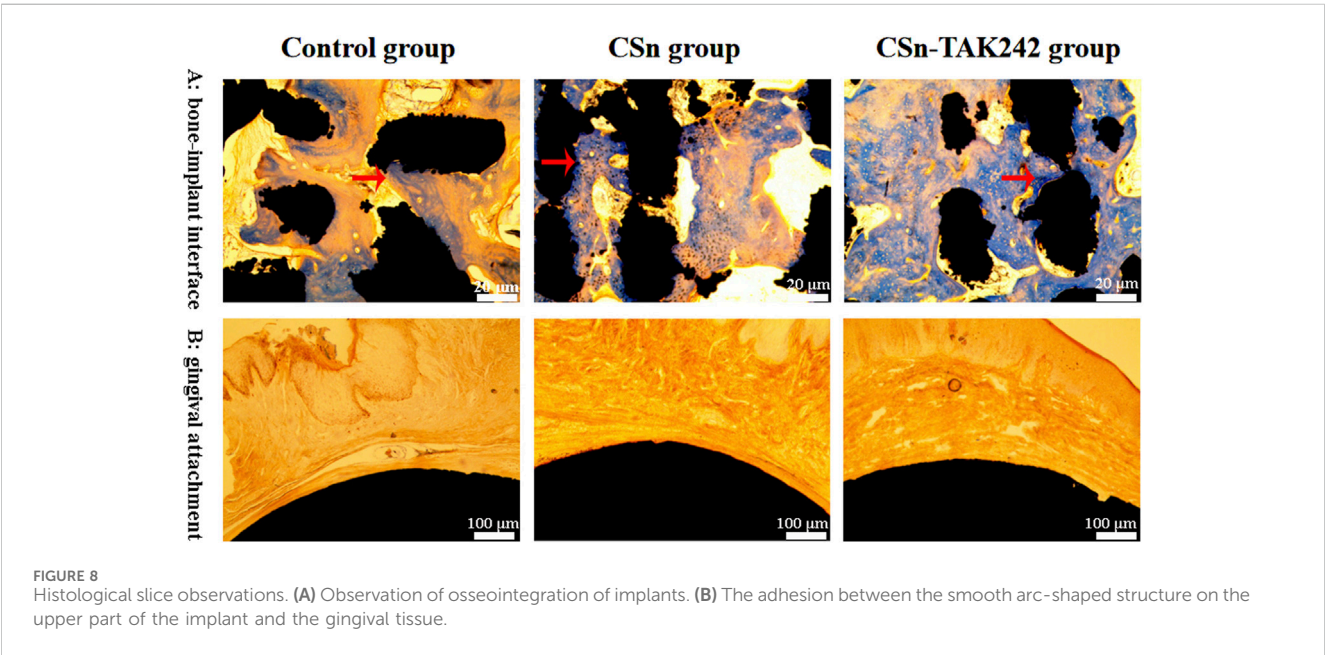 Control group
CSn group
CSn-TAK242 group
A: bone-implant interface
20 µm
20 µm
20 µm
B: gingival attachment
100 µm
100 µm
100 µm
FIGURE 8
Histological slice observations. (A) Observation of osseointegration of implants. (B) The adhesion between the smooth arc-shaped structure on the
upper part of the implant and the gingival tissue.